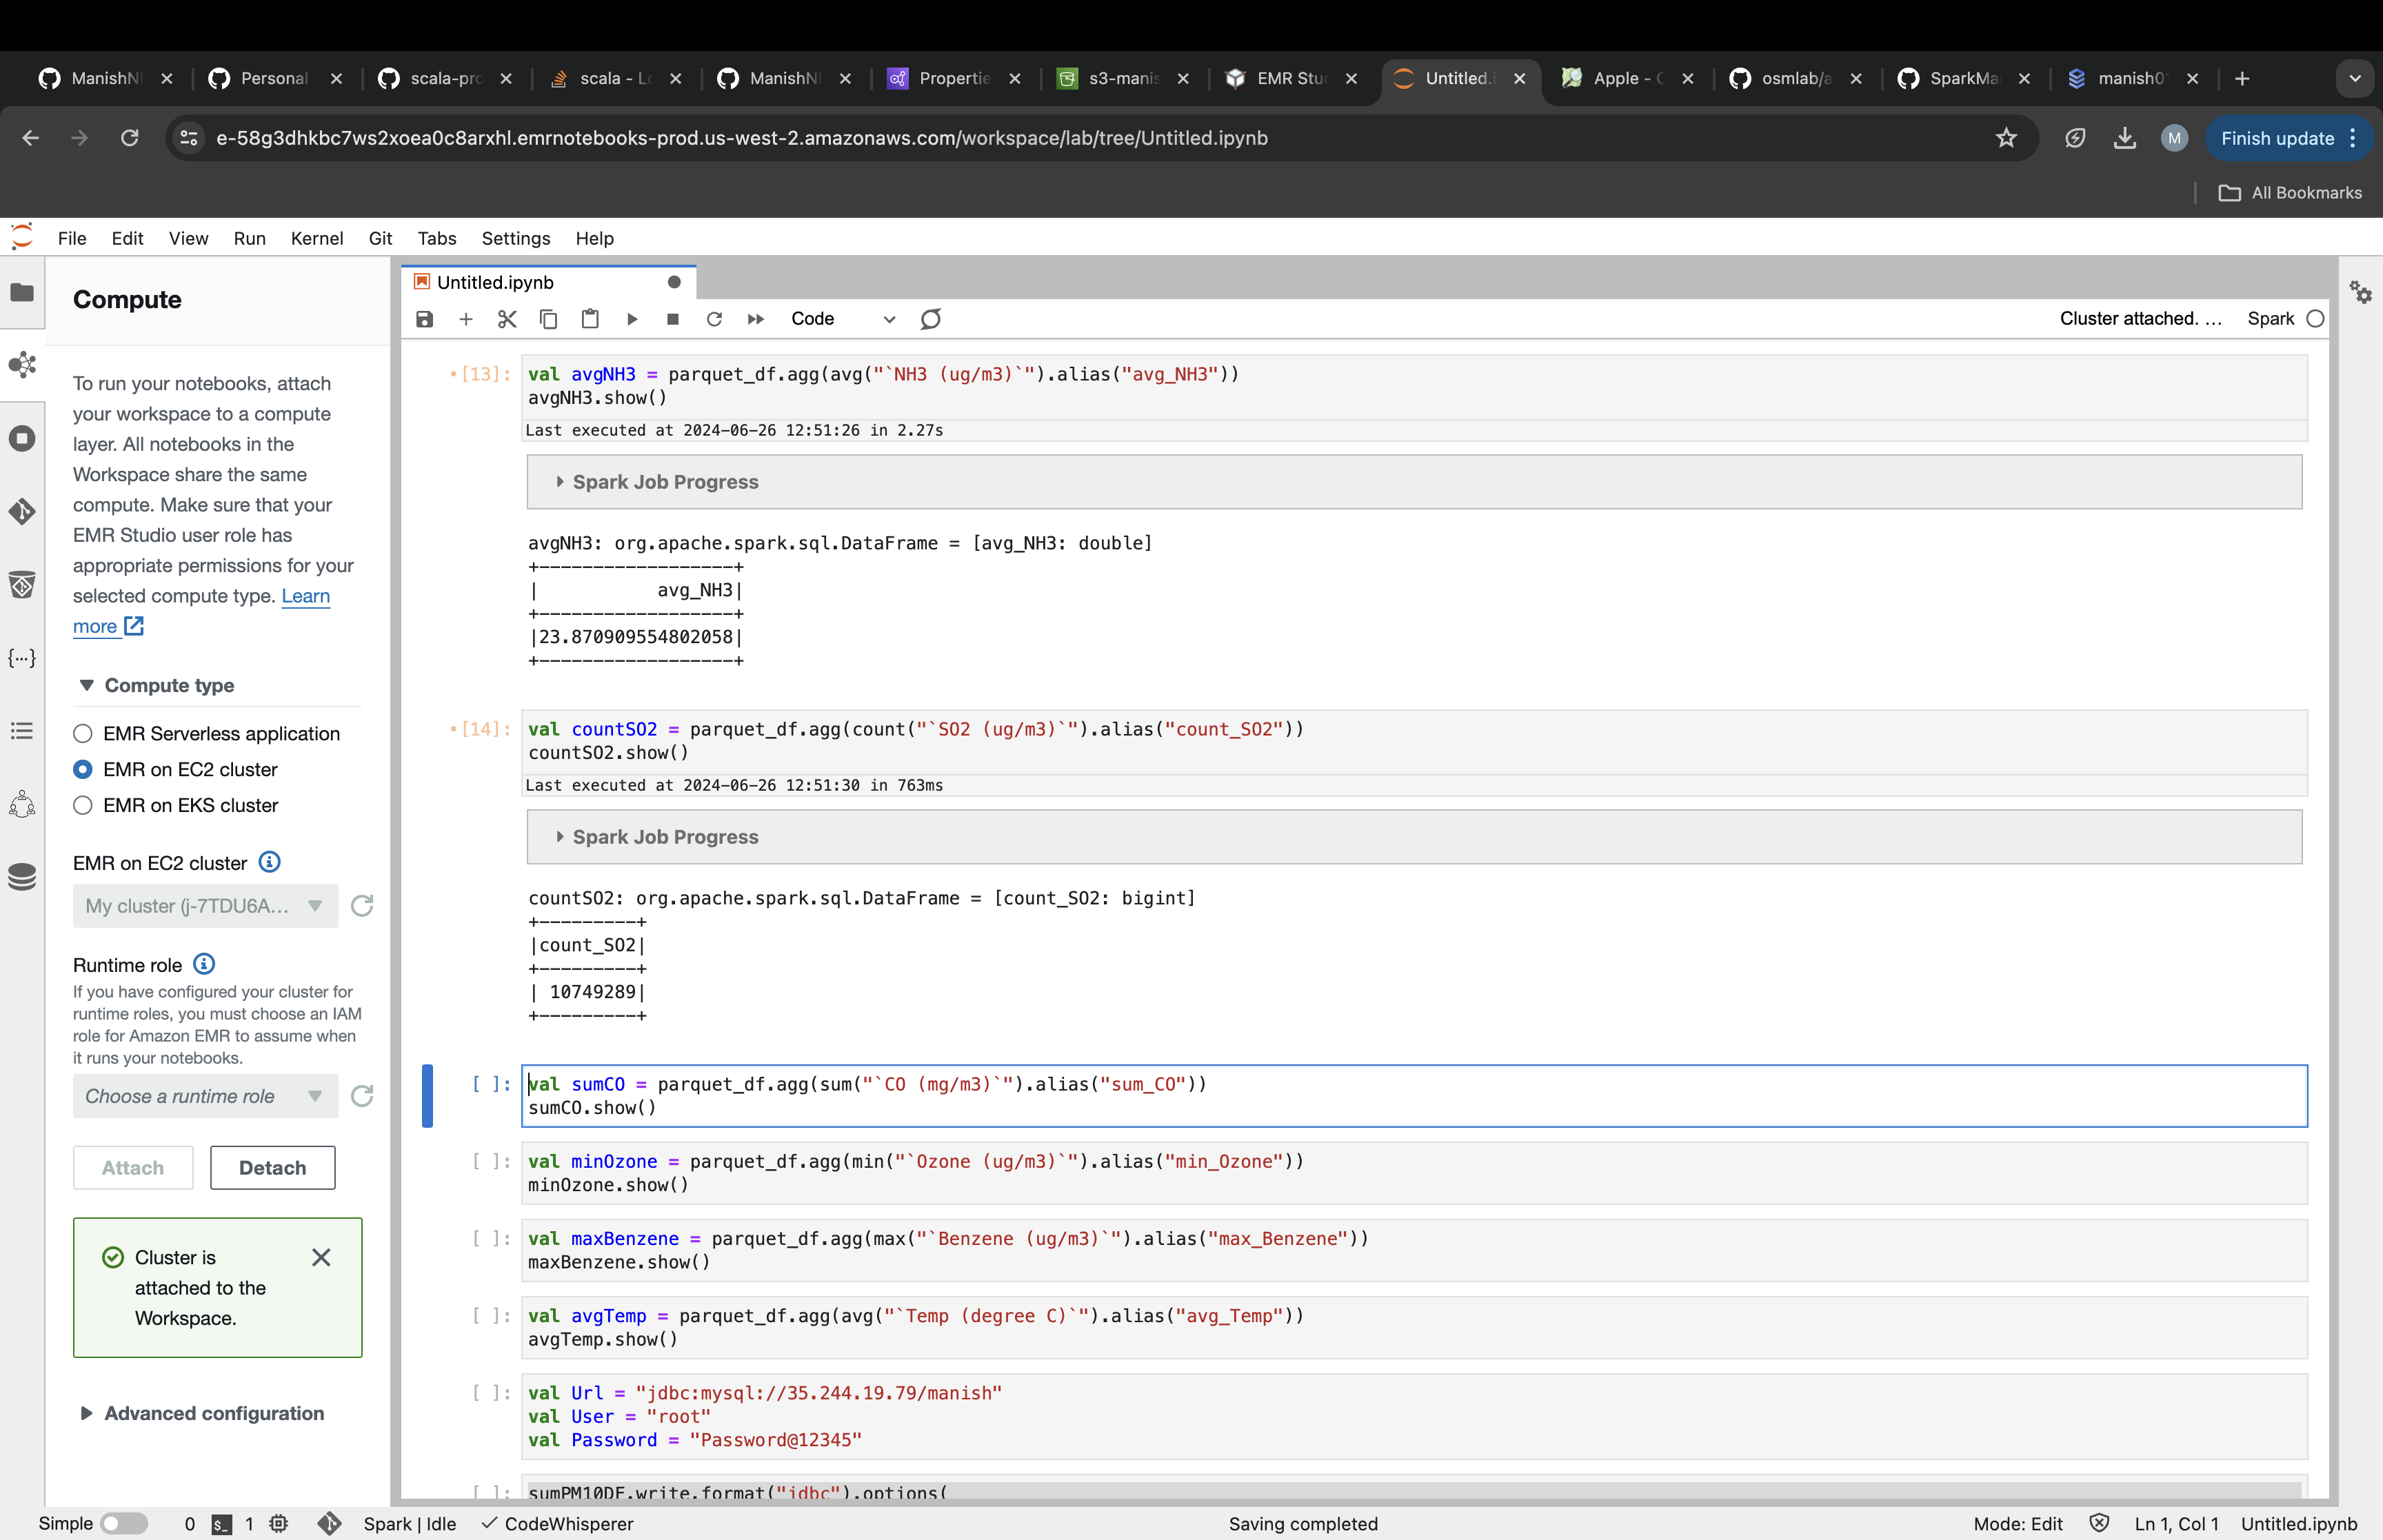 ManishN
Personal
scala-pro
scala - Lo
ManishN
Propertie
s3-manis
EMR Stu
Untitled.
Apple - C
osmlab/a
SparkMa
manish0
e-58g3dhkbc7ws2xoea0c8arxhl.emrnotebooks-prod.us-west-2.amazonaws.com/workspace/lab/tree/Untitled.ipynb
M
Finish update
All Bookmarks
File Edit View Run Kernel Git Tabs Settings Help
Compute
To run your notebooks, attach
your workspace to a compute
layer. All notebooks in the
Workspace share the same
compute. Make sure that your
EMR Studio user role has
appropriate permissions for your
selected compute type. Learn
more
Compute type
EMR Serverless application
EMR on EC2 cluster
EMR on EKS cluster
EMR on EC2 cluster
My cluster (j-7TDU6A...
Runtime role
If you have configured your cluster for
runtime roles, you must choose an IAM
role for Amazon EMR to assume when
it runs your notebooks.
Choose a runtime role
Attach Detach
Cluster is
attached to the
Workspace.
Advanced configuration
Untitled.ipynb
Code
Cluster attached. ... Spark
[13]: val avgNH3 = parquet_df.agg(avg("`NH3 (ug/m3)`").alias("avg_NH3"))
avgNH3.show()
Last executed at 2024-06-26 12:51:26 in 2.27s
Spark Job Progress
avgNH3: org.apache.spark.sql.DataFrame = [avg_NH3: double]
+------------------+
|           avg_NH3|
+------------------+
|23.870909554802058|
+------------------+
[14]: val countSO2 = parquet_df.agg(count("`SO2 (ug/m3)`").alias("count_SO2"))
countSO2.show()
Last executed at 2024-06-26 12:51:30 in 763ms
Spark Job Progress
countSO2: org.apache.spark.sql.DataFrame = [count_SO2: bigint]
+---------+
|count_SO2|
+---------+
| 10749289|
+---------+
[ ]: val sumCO = parquet_df.agg(sum("`CO (mg/m3)`").alias("sum_CO"))
sumCO.show()
[ ]: val minOzone = parquet_df.agg(min("`Ozone (ug/m3)`").alias("min_Ozone"))
minOzone.show()
[ ]: val maxBenzene = parquet_df.agg(max("`Benzene (ug/m3)`").alias("max_Benzene"))
maxBenzene.show()
[ ]: val avgTemp = parquet_df.agg(avg("`Temp (degree C)`").alias("avg_Temp"))
avgTemp.show()
[ ]: val Url = "jdbc:mysql://35.244.19.79/manish"
val User = "root"
val Password = "Password@12345"
[ ]: sumPM10DF.write.format("jdbc").options(
Simple 0 $_ 1 Spark | Idle CodeWhisperer Saving completed Mode: Edit Ln 1, Col 1 Untitled.ipynb